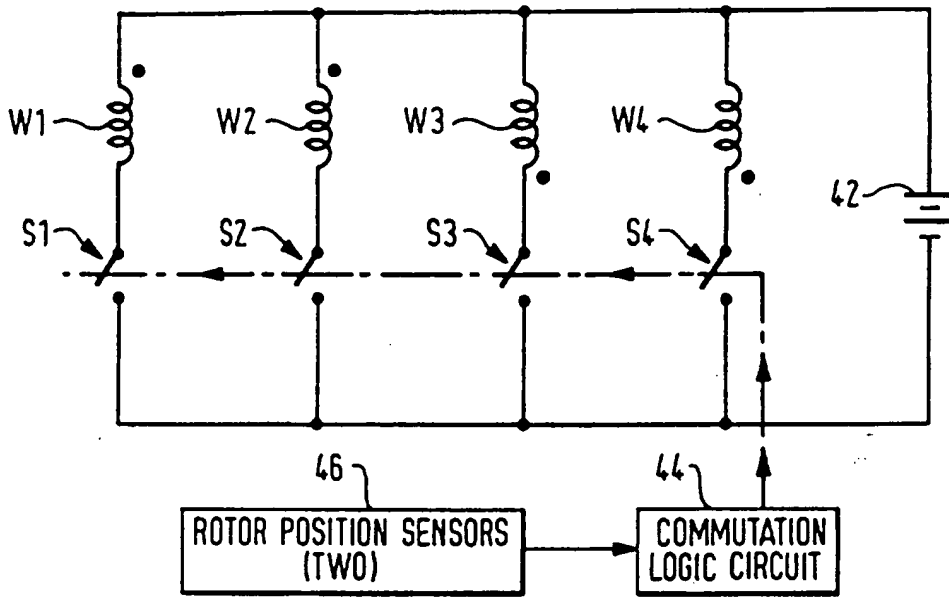 W1
W2
W3
W4
42
S1
S2
S3
S4
46
44
ROTOR POSITION SENSORS
(TWO)
COMMUTATION
LOGIC CIRCUIT